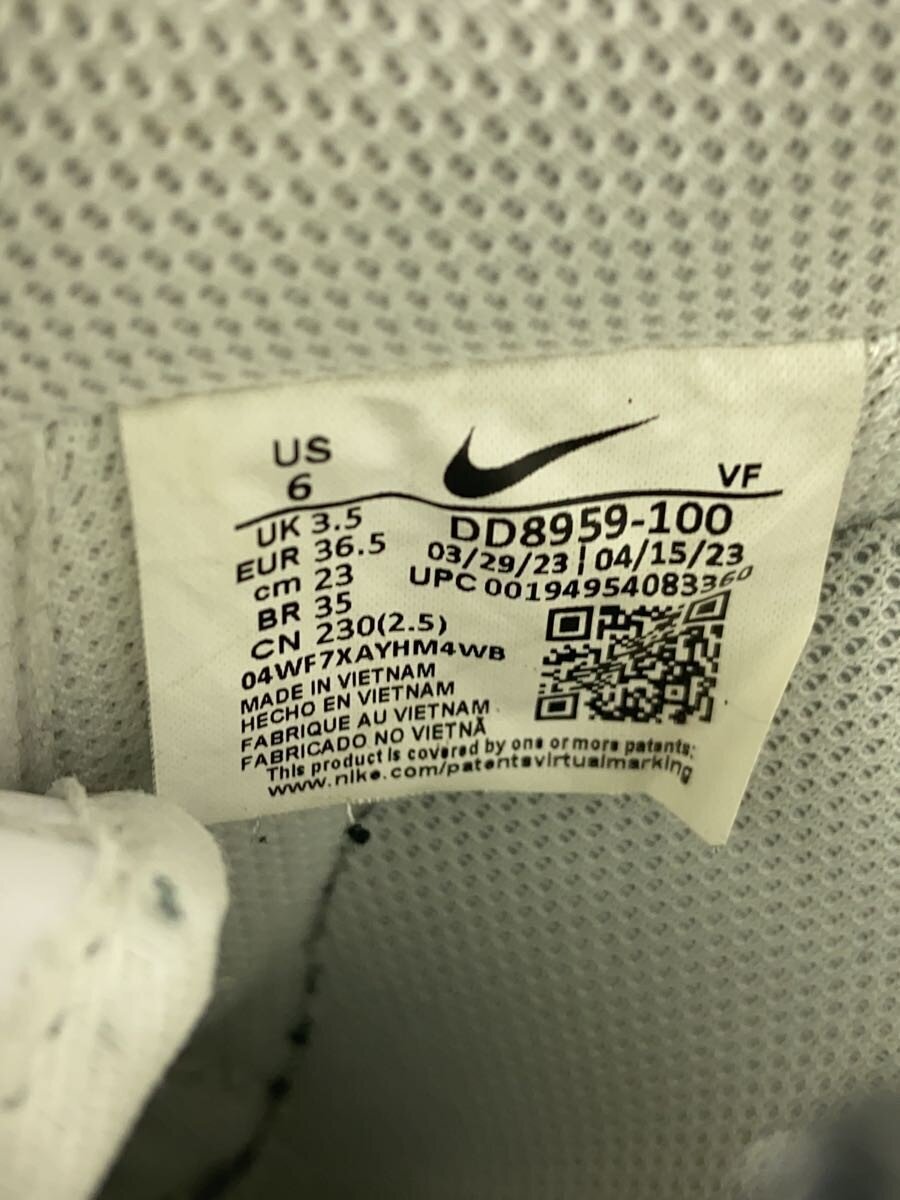 US
6
VF
UK 3.5
EUR 36.5
cm 23
BR 35
CN 230(2.5)
DD8959-100
03/29/23 | 04/15/23
UPC 00194954083360
04WF7XAYHM4WB
MADE IN VIETNAM
HECHO EN VIETNAM
FABRIQUE AU VIETNAM
FABRICADO NO VIETNÃ
This product is covered by one or more patents:
www.nike.com/patentsvirtualmarking